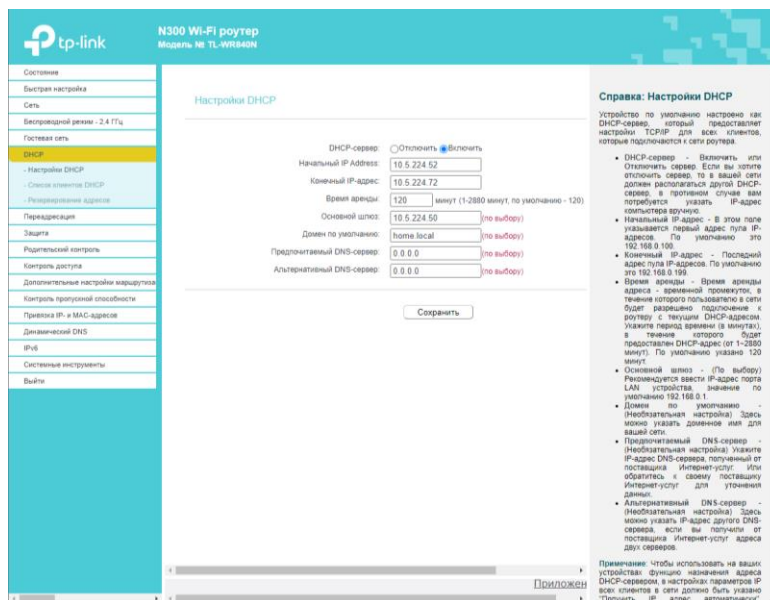 tp-link
N300 Wi-Fi роутер
Модель № TL-WR840N
Состояние
Быстрая настройка
Сеть
Беспроводной режим - 2,4 ГГц
Гостевая сеть
DHCP
- Настройки DHCP
- Список клиентов DHCP
- Резервирование адресов
Переадресация
Защита
Родительский контроль
Контроль доступа
Дополнительные настройки маршрутиза
Контроль пропускной способности
Привязка IP- и MAC-адресов
Динамический DNS
IPv6
Системные инструменты
Выйти
Настройки DHCP
DHCP-сервер: Отключить Включить
Начальный IP Address: 10.5.224.52
Конечный IP-адрес: 10.5.224.72
Время аренды: 120 минут (1-2880 минут, по умолчанию - 120)
Основной шлюз: 10.5.224.50 (по выбору)
Домен по умолчанию: home.local (по выбору)
Предпочитаемый DNS-сервер: 0.0.0.0 (по выбору)
Альтернативный DNS-сервер: 0.0.0.0 (по выбору)
Сохранить
Приложен
Справка: Настройки DHCP
Устройство по умолчанию настроено как
DHCP-сервер, который предоставляет
настройки TCP/IP для всех клиентов,
которые подключаются к сети роутера.
• DHCP-сервер - Включить или
Отключить сервер. Если вы хотите
отключить сервер, то в вашей сети
должен располагаться другой DHCP-
сервер, в противном случае вам
потребуется указать IP-адрес
компьютера вручную.
• Начальный IP-адрес - В этом поле
указывается первый адрес пула IP-
адресов. По умолчанию это
192.168.0.100.
• Конечный IP-адрес - Последний
адрес пула IP-адресов. По умолчанию
это 192.168.0.199.
• Время аренды - Время аренды
адреса - временной промежуток, в
течение которого пользователю в сети
будет разрешено подключение к
роутеру с текущим DHCP-адресом.
Укажите период времени (в минутах),
в течение которого будет
предоставлен DHCP-адрес (от 1~2880
минут). По умолчанию указано 120
минут.
• Основной шлюз - (По выбору)
Рекомендуется ввести IP-адрес порта
LAN устройства, значение по
умолчанию 192.168.0.1.
• Домен по умолчанию -
(Необязательная настройка) Здесь
можно указать доменное имя для
вашей сети.
• Предпочитаемый DNS-сервер -
(Необязательная настройка) Укажите
IP-адрес DNS-сервера, полученный от
поставщика Интернет-услуг. Или
обратитесь к своему поставщику
Интернет-услуг для уточнения
данных.
• Альтернативный DNS-сервер -
(Необязательная настройка) Здесь
можно указать IP-адрес другого DNS-
сервера, если вы получили от
поставщика Интернет-услуг адреса
двух серверов.
Примечание: Чтобы использовать на ваших
устройствах функцию назначения адреса
DHCP-сервером, в настройках параметров IP
всех клиентов в сети должно быть указано
"Получить IP адрес автоматически".